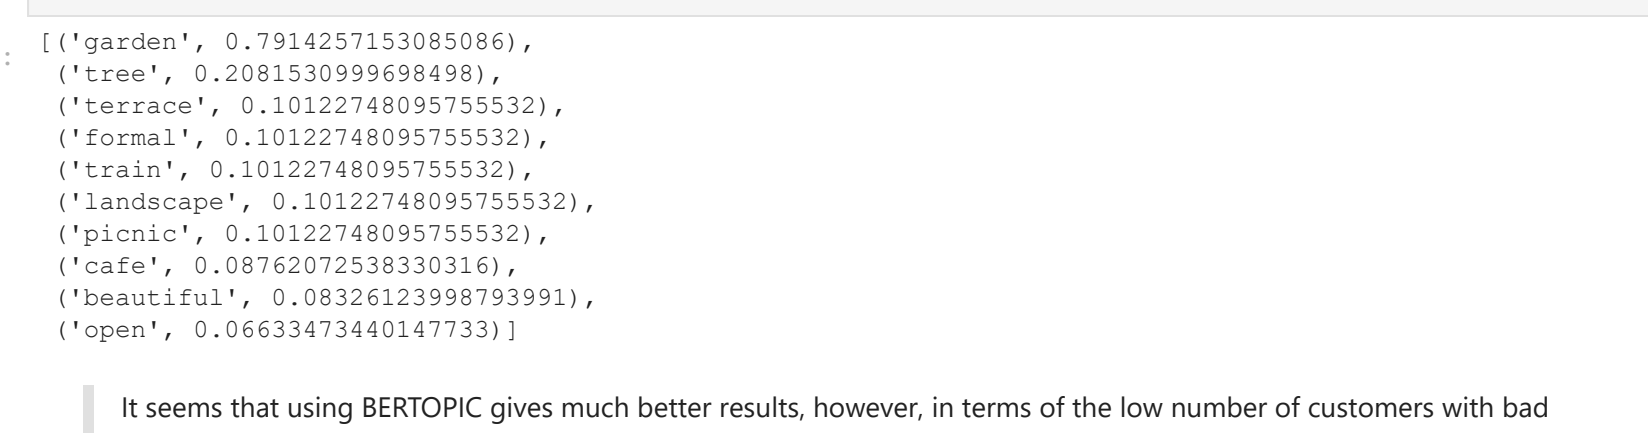 [('garden', 0.7914257153085086),
('tree', 0.2081530999698498),
('terrace', 0.10122748095755532),
('formal', 0.10122748095755532),
('train', 0.10122748095755532),
('landscape', 0.10122748095755532),
('picnic', 0.10122748095755532),
('cafe', 0.08762072538330316),
('beautiful', 0.08326123998793991),
('open', 0.06633473440147733)]
:
It seems that using BERTOPIC gives much better results, however, in terms of the low number of customers with bad